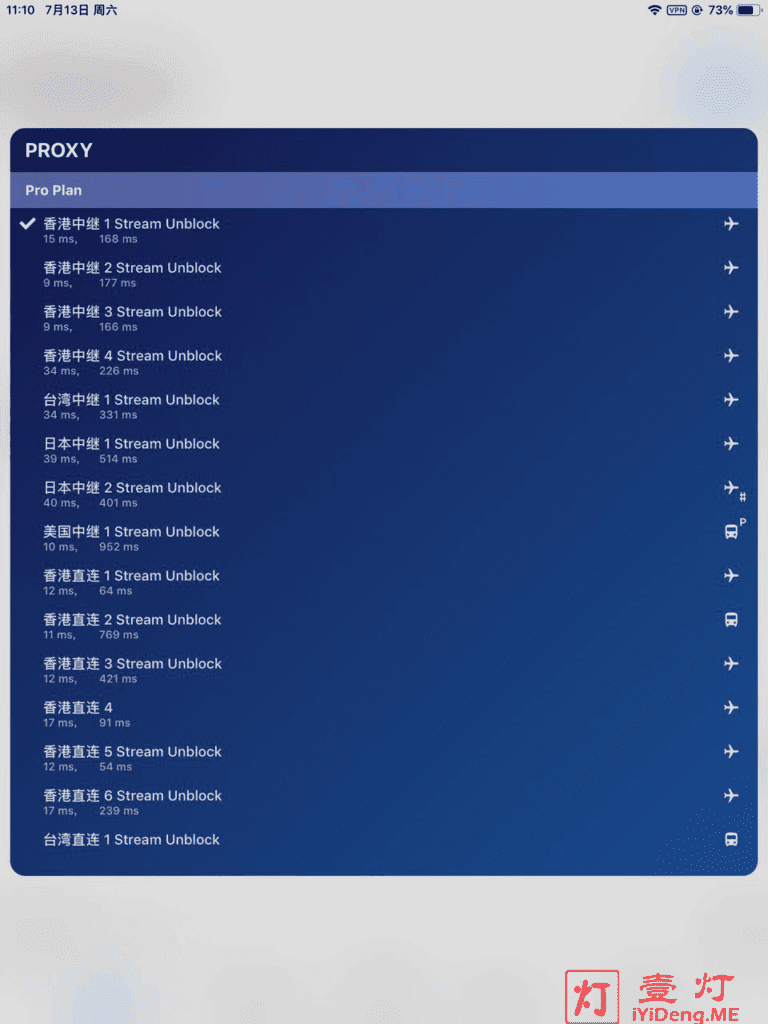 11:10 7月13日 周六 VPN 73%
PROXY
Pro Plan
香港中继 1 Stream Unblock
15 ms, 168 ms
香港中继 2 Stream Unblock
9 ms, 177 ms
香港中继 3 Stream Unblock
9 ms, 166 ms
香港中继 4 Stream Unblock
34 ms, 226 ms
台湾中继 1 Stream Unblock
34 ms, 331 ms
日本中继 1 Stream Unblock
39 ms, 514 ms
日本中继 2 Stream Unblock
40 ms, 401 ms
#
P
美国中继 1 Stream Unblock
10 ms, 952 ms
香港直连 1 Stream Unblock
12 ms, 64 ms
香港直连 2 Stream Unblock
11 ms, 769 ms
香港直连 3 Stream Unblock
12 ms, 421 ms
香港直连 4
17 ms, 91 ms
香港直连 5 Stream Unblock
12 ms, 54 ms
香港直连 6 Stream Unblock
17 ms, 239 ms
台湾直连 1 Stream Unblock
灯 壹灯
iYiDeng.ME